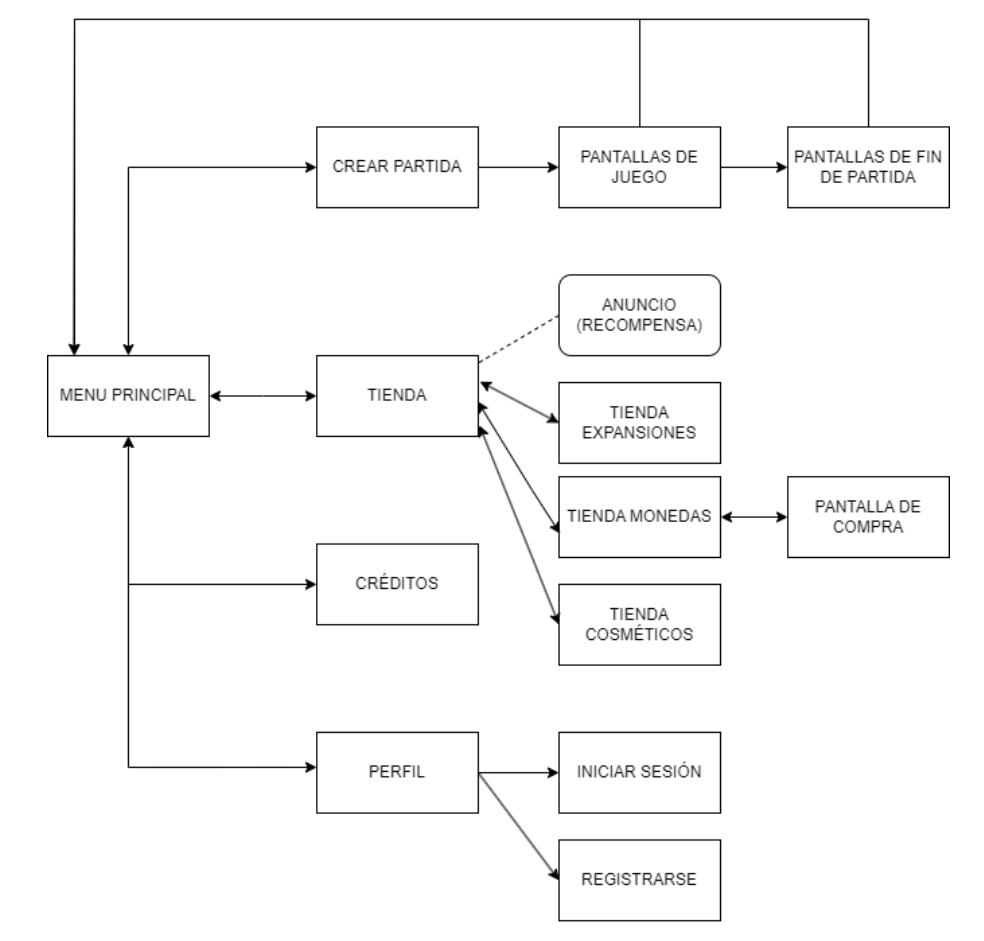 CREAR PARTIDA
PANTALLAS DE
JUEGO
PANTALLAS DE FIN
DE PARTIDA
ANUNCIO
(RECOMPENSA)
MENU PRINCIPAL
TIENDA
TIENDA
EXPANSIONES
TIENDA MONEDAS
PANTALLA DE
COMPRA
CRÉDITOS
TIENDA
COSMÉTICOS
PERFIL
INICIAR SESIÓN
REGISTRARSE